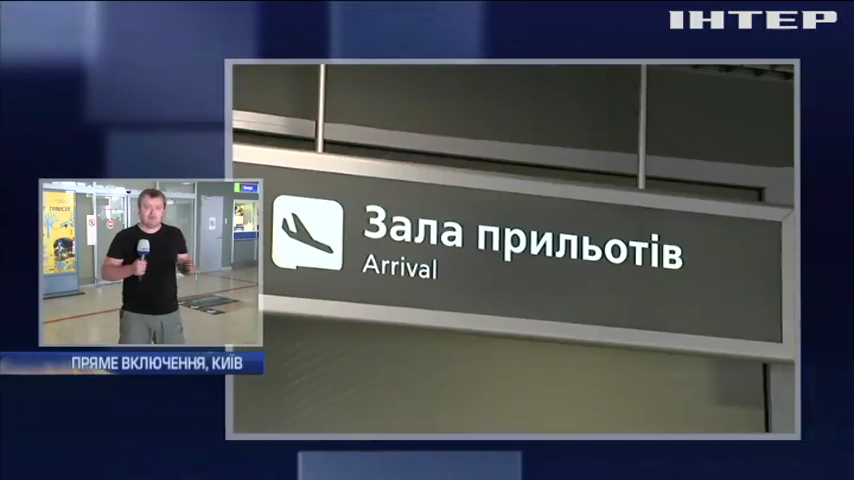 ІНТЕР
Зала прильотів
Arrival
ПРЯМЕ ВКЛЮЧЕННЯ, КИЇВ